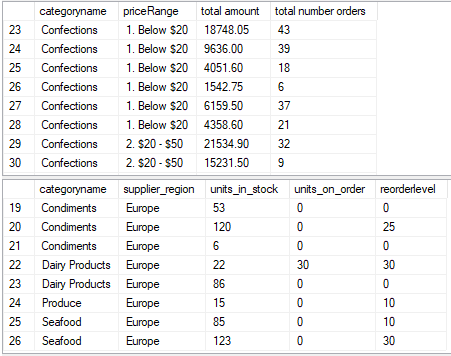 categoryname priceRange total amount total number orders
23 Confections 1. Below $20 18748.05 43
24 Confections 1. Below $20 9636.00 39
25 Confections 1. Below $20 4051.60 18
26 Confections 1. Below $20 1542.75 6
27 Confections 1. Below $20 6159.50 37
28 Confections 1. Below $20 4358.60 21
29 Confections 2. $20 - $50 21534.90 32
30 Confections 2. $20 - $50 15231.50 9
categoryname supplier_region units_in_stock units_on_order reorderlevel
19 Condiments Europe 53 0 0
20 Condiments Europe 120 0 25
21 Condiments Europe 6 0 0
22 Dairy Products Europe 22 30 30
23 Dairy Products Europe 86 0 0
24 Produce Europe 15 0 10
25 Seafood Europe 85 0 10
26 Seafood Europe 123 0 30